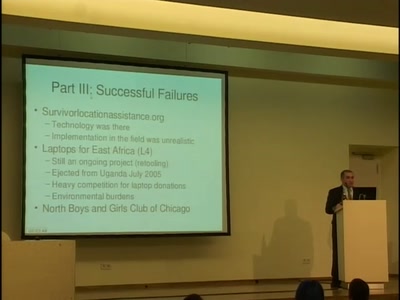 Part III: Successful Failures
• Survivorlocationassistance.org
– Technology was there
– Implementation in the field was unrealistic
• Laptops for East Africa (L4)
– Still an ongoing project (retooling)
– Ejected from Uganda July 2005
– Heavy competition for laptop donations
– Environmental burdens
• North Boys and Girls Club of Chicago